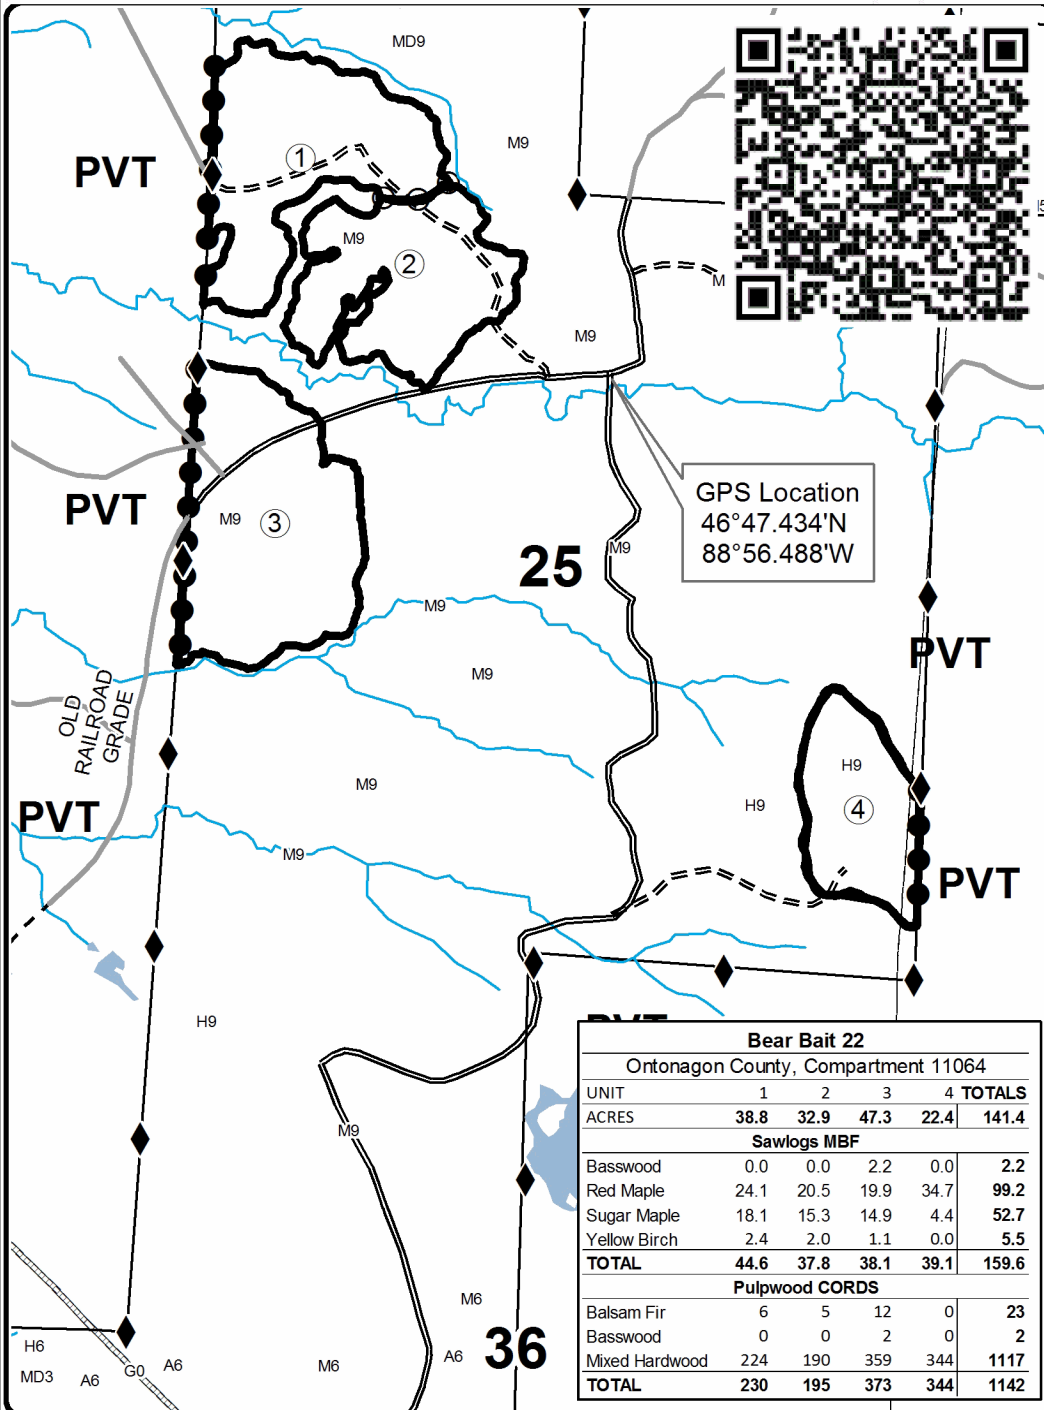 MD9
M9
PVT
1
M9
2
M
M9
PVT
M9
3
GPS Location
46°47.434'N
88°56.488'W
25
M9
M9
M9
PVT
OLD
RAILROAD
GRADE
H9
M9
H9
4
PVT
M9
PVT
H9
PVT
M9
M6
36
H6
MD3
A6
G0
A6
M6
A6
Bear Bait 22
Ontonagon County, Compartment 11064
UNIT 1 2 3 4 TOTALS
ACRES 38.8 32.9 47.3 22.4 141.4
Sawlogs MBF
Basswood 0.0 0.0 2.2 0.0 2.2
Red Maple 24.1 20.5 19.9 34.7 99.2
Sugar Maple 18.1 15.3 14.9 4.4 52.7
Yellow Birch 2.4 2.0 1.1 0.0 5.5
TOTAL 44.6 37.8 38.1 39.1 159.6
Pulpwood CORDS
Balsam Fir 6 5 12 0 23
Basswood 0 0 2 0 2
Mixed Hardwood 224 190 359 344 1117
TOTAL 230 195 373 344 1142